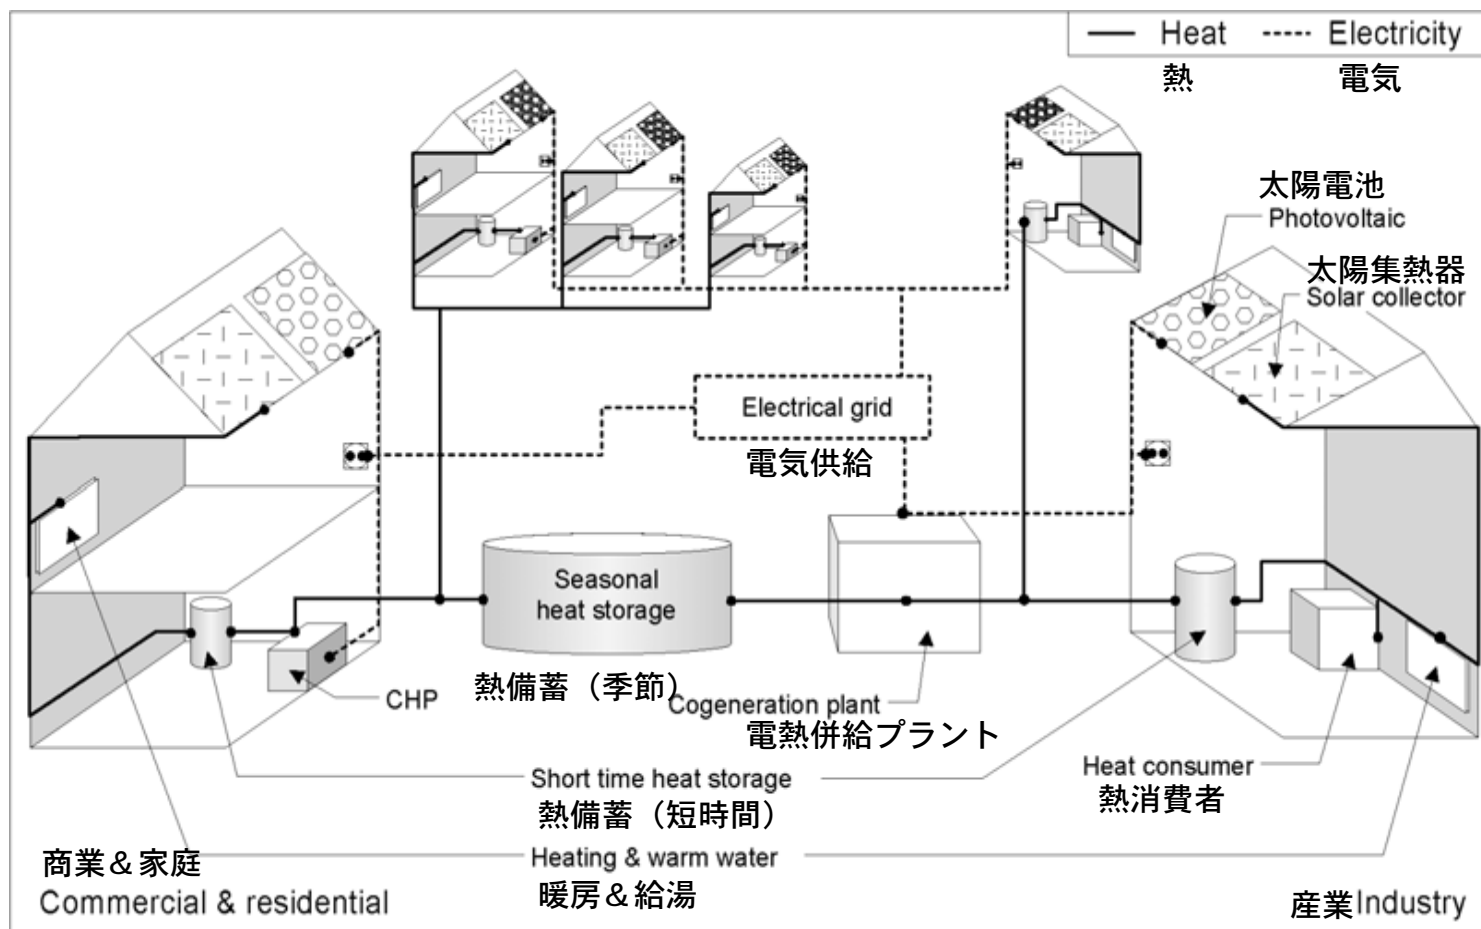 Heat Electricity
熱 電気
太陽電池
Photovoltaic
太陽集熱器
Solar collector
Electrical grid
電気供給
Seasonal
heat storage
熱備蓄（季節）
CHP
Cogeneration plant
電熱併給プラント
Short time heat storage
熱備蓄（短時間）
Heat consumer
熱消費者
Heating & warm water
暖房＆給湯
商業＆家庭
Commercial & residential
産業Industry